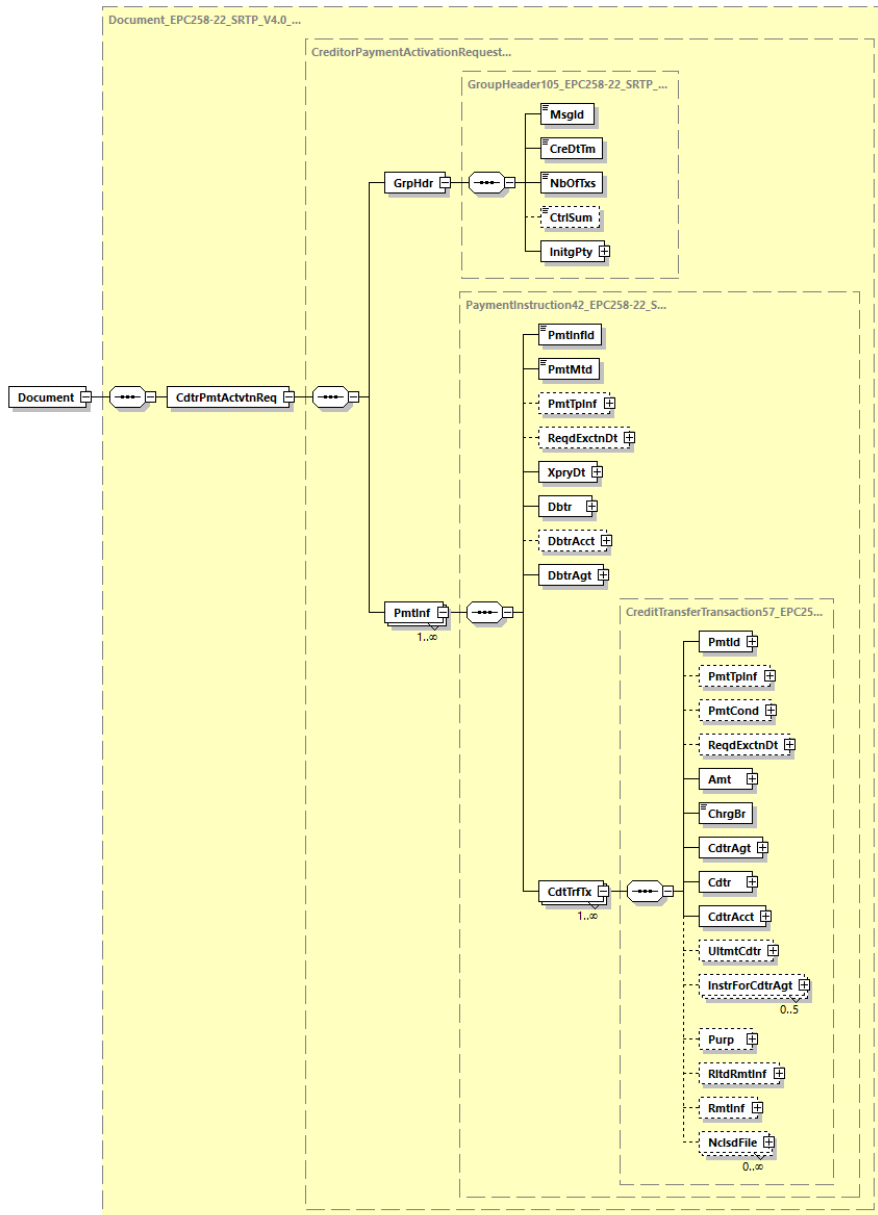 Document_EPC258-22_SRTP_V4.0_...
CreditorPaymentActivationRequest...
GroupHeader105_EPC258-22_SRTP_...
MsgId
CreDtTm
GrpHdr
NbOfTxs
CtrlSum
InitgPty
PaymentInstruction42_EPC258-22_S...
PmtInfId
PmtMtd
Document
CdtrPmtActvtnReq
PmtTpInf
ReqdExctnDt
XpryDt
Dbtr
DbtrAcct
DbtrAgt
PmtInf
1..∞
CreditTransferTransaction57_EPC25...
PmtId
PmtTpInf
PmtCond
ReqdExctnDt
Amt
ChrgBr
CdtrAgt
CdtTrfTx
1..∞
Cdtr
CdtrAcct
UltmtCdtr
InstrForCdtrAgt
0..5
Purp
RltdRmtInf
RmtInf
NclsdFile
0..∞